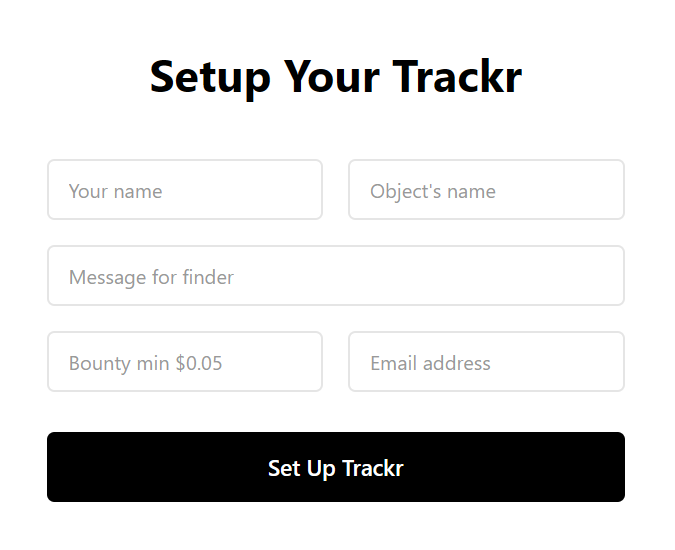 Setup Your Trackr
Your name
Object's name
Message for finder
Bounty min $0.05
Email address
Set Up Trackr